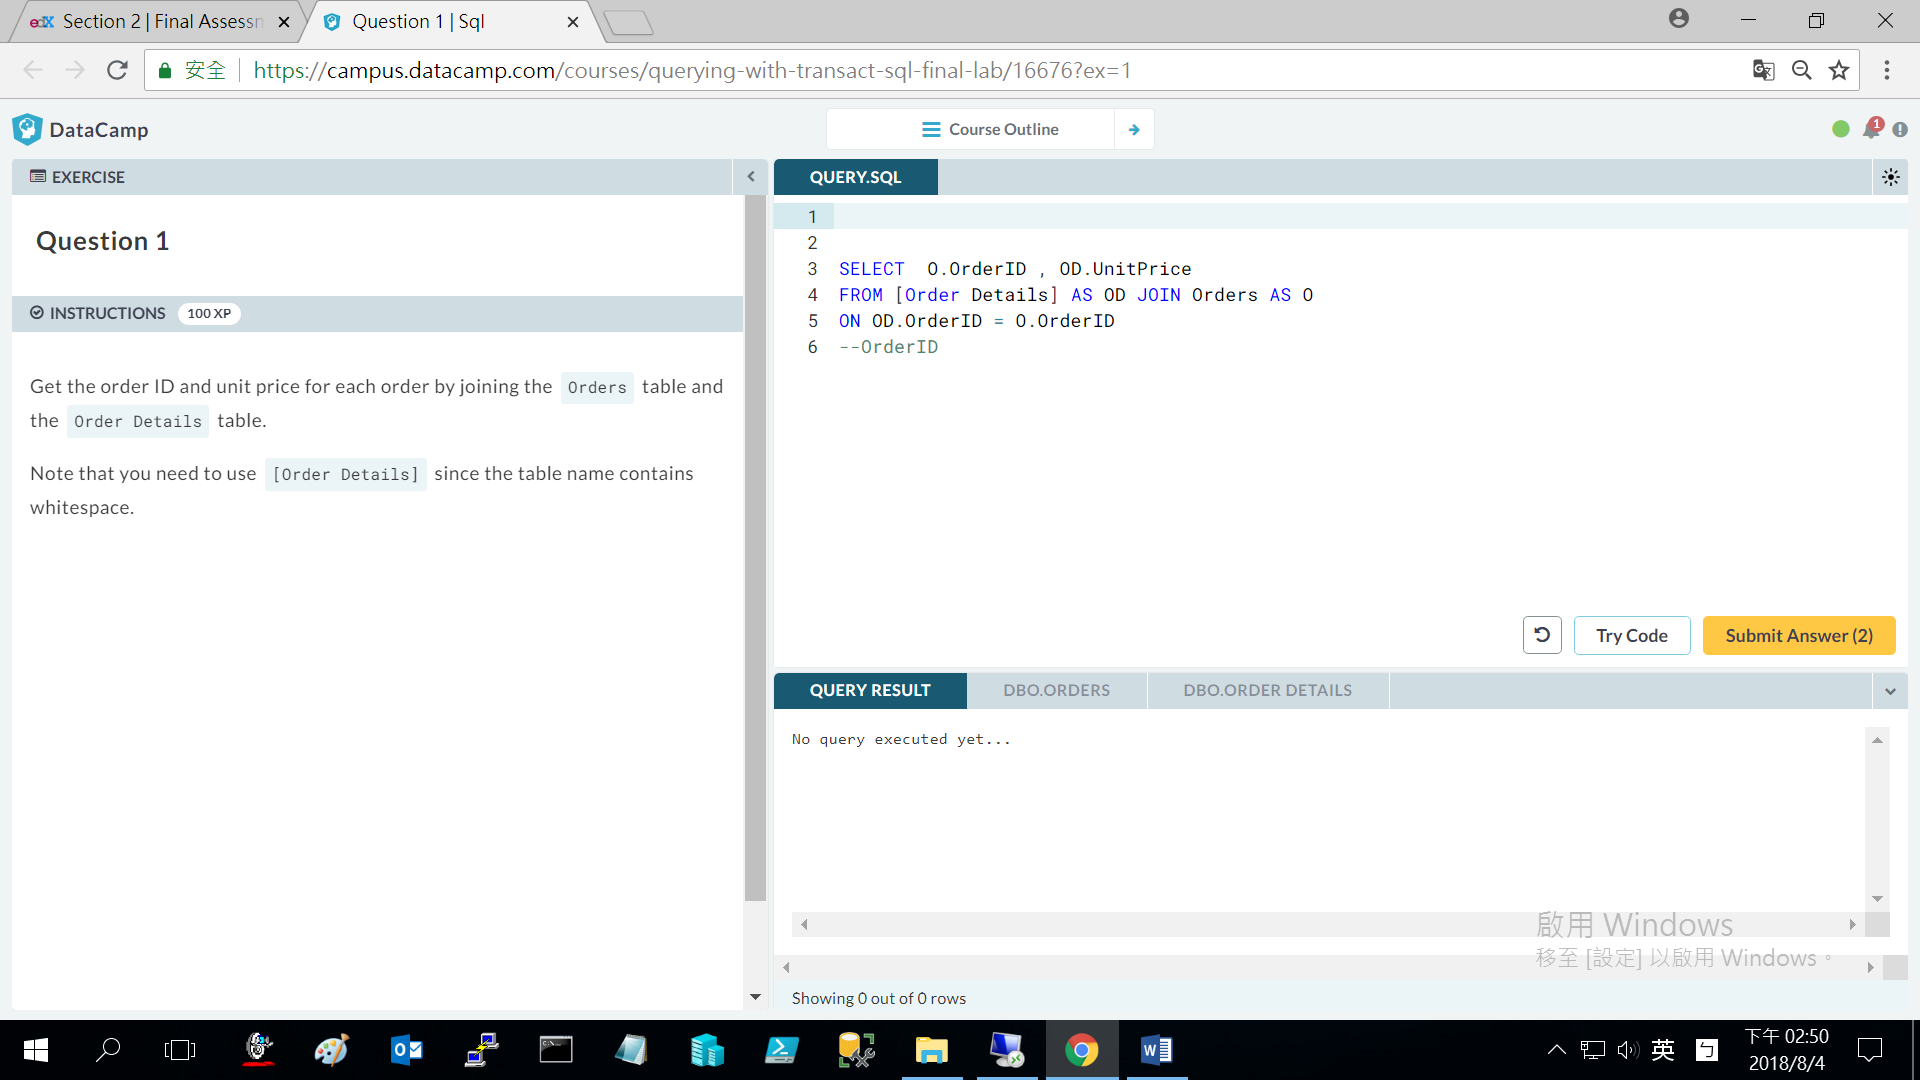 edX Section 2 | Final Assessm
Question 1 | Sql
安全 https://campus.datacamp.com/courses/querying-with-transact-sql-final-lab/16676?ex=1
DataCamp
Course Outline
1
EXERCISE
QUERY.SQL
Question 1
INSTRUCTIONS 100 XP
Get the order ID and unit price for each order by joining the Orders table and
the Order Details table.
Note that you need to use [Order Details] since the table name contains
whitespace.
1
2
3 SELECT  O.OrderID , OD.UnitPrice
4 FROM [Order Details] AS OD JOIN Orders AS O
5 ON OD.OrderID = O.OrderID
6 --OrderID
Try Code
Submit Answer (2)
QUERY RESULT
DBO.ORDERS
DBO.ORDER DETAILS
No query executed yet...
啟用 Windows
移至 [設定] 以啟用 Windows。
Showing 0 out of 0 rows
英
ㄅ
下午 02:50
2018/8/4